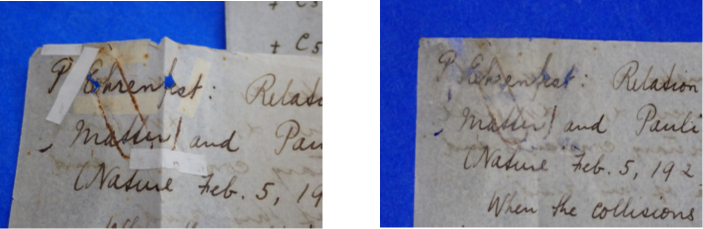 + C5
+ C5
P. Ehrenfest: Relati
Matter) and Pau
(Nature Feb. 5, 19
P. Ehrenfest: Relation
Matter) and Pauli
(Nature Feb. 5, 192
When the collisions